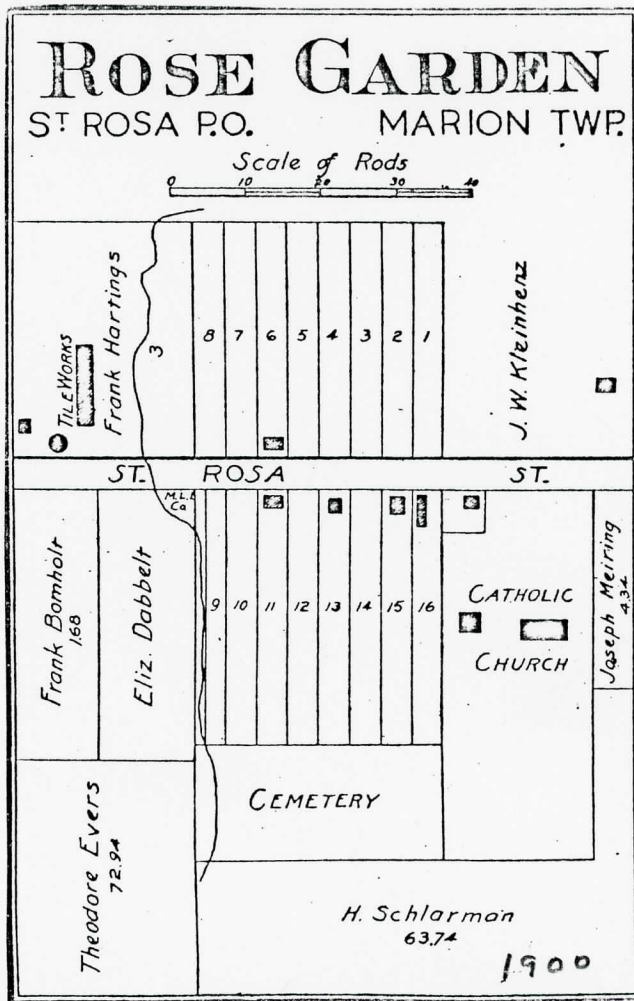 ROSE GARDEN
ST ROSA P.O. MARION TWP.
Scale of Rods
0 10 20 30 40
TILE WORKS
Frank Hartings
3
8 7 6 5 4 3 2 1
J. W. Kleinhenz
ST. ROSA ST.
Frank Bomholt
1.68
Eliz. Dabbelt
9 10 11 12 13 14 15 16
CATHOLIC
CHURCH
Joseph Meiring
4.34
CEMETERY
Theodore Evers
72.94
H. Schlarman
63.74
1900